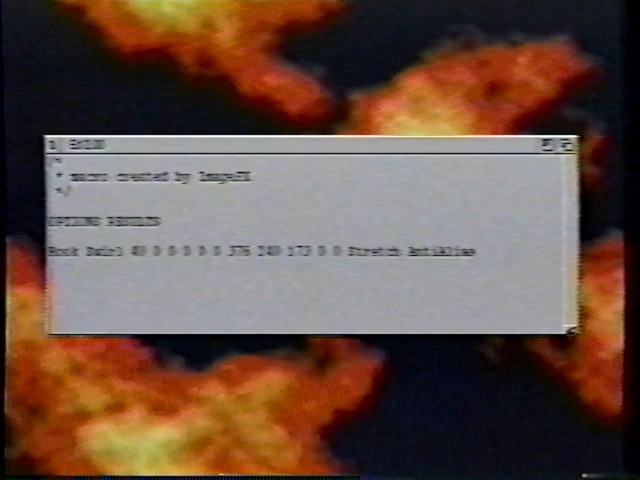 * macro created by ImageFX
*/
OPTIONS RESULTS
Hook Swirl 40 0 0 0 0 0 376 240 173 0 0 Stretch AntiAlias